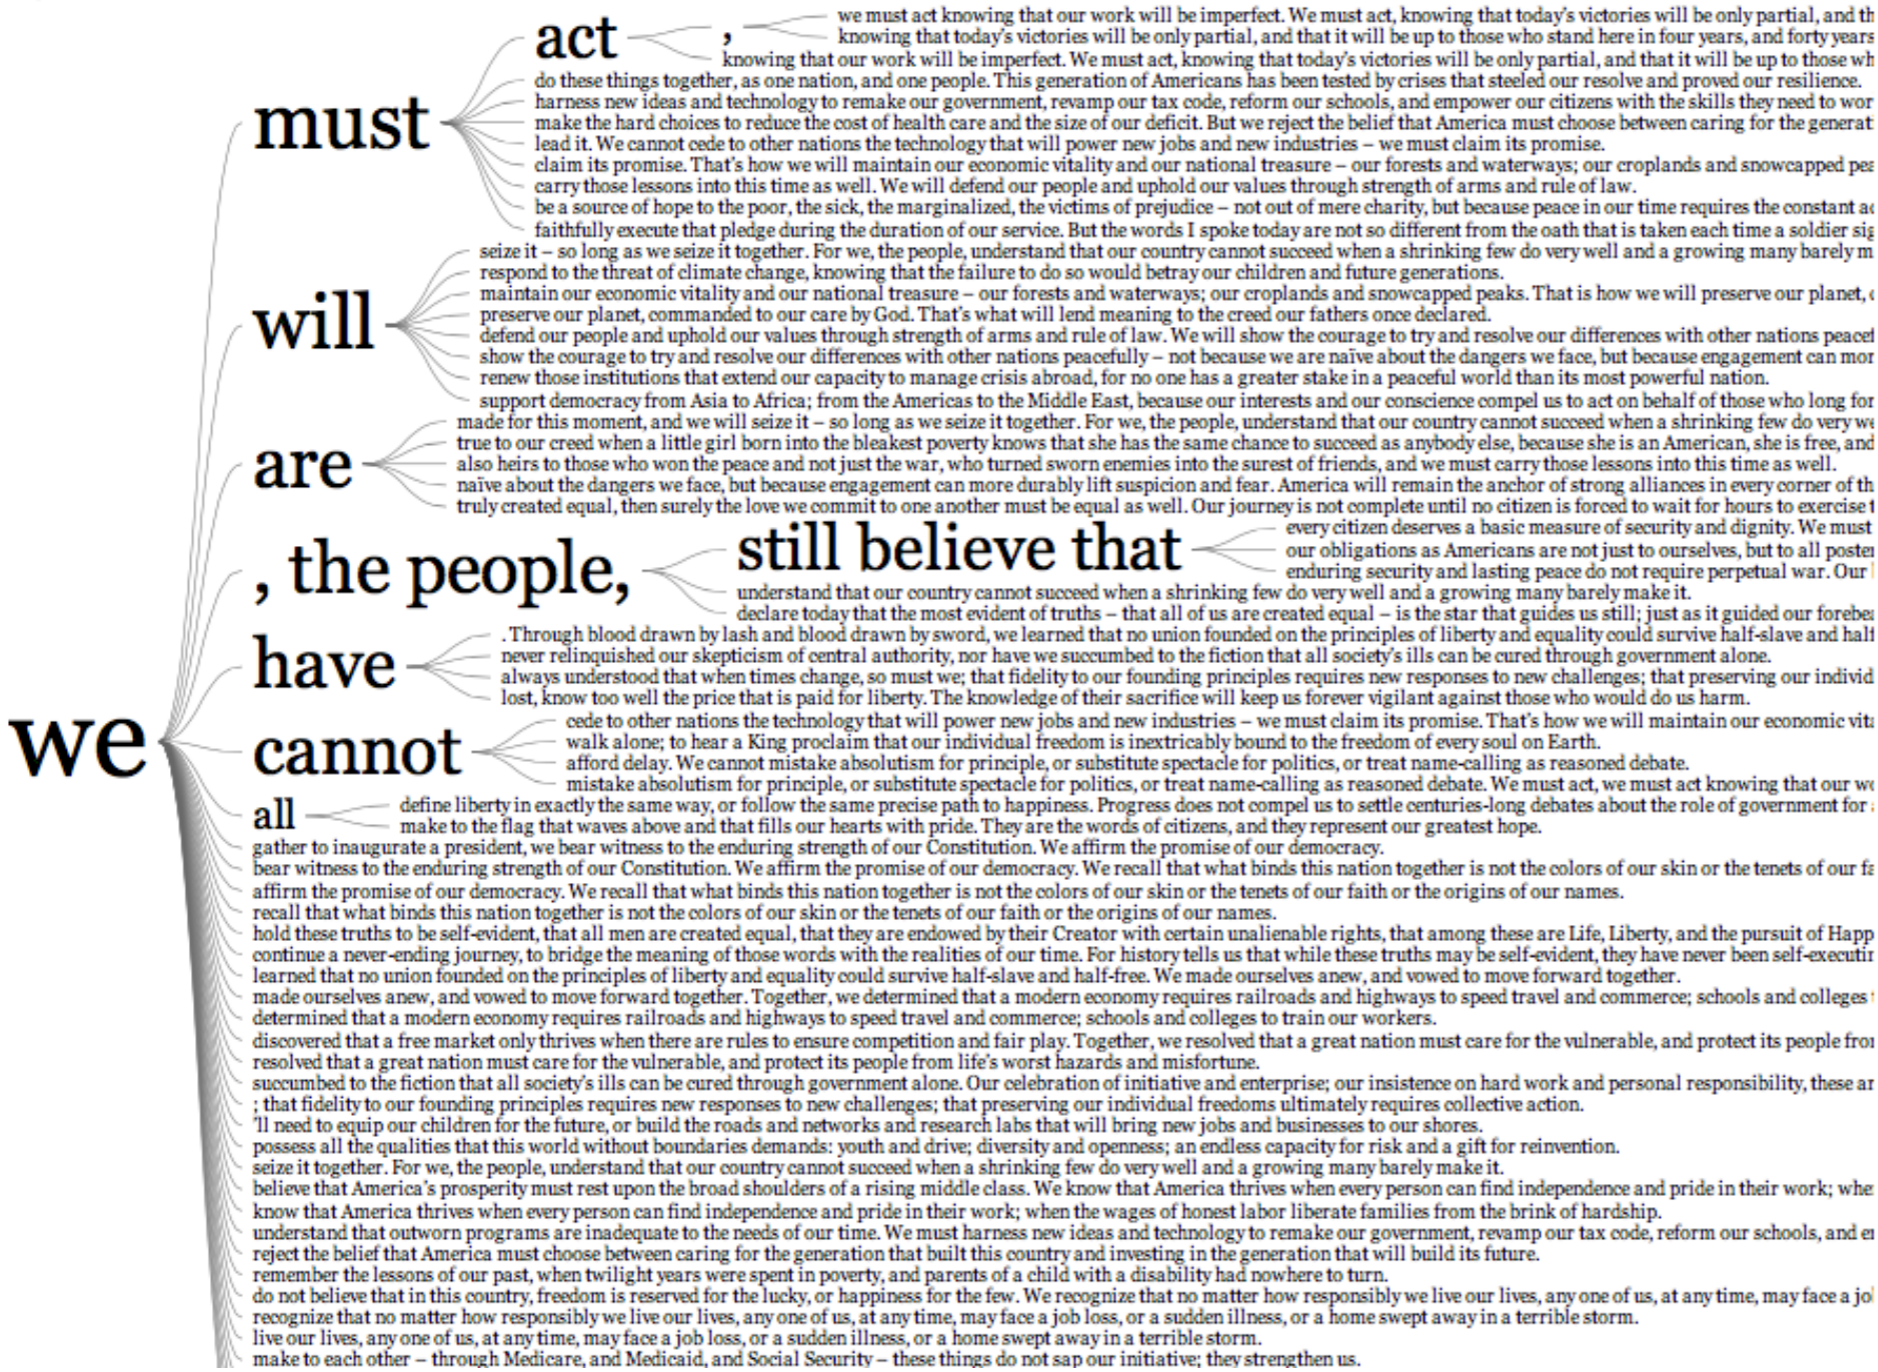 we
must
act
,
we must act knowing that our work will be imperfect. We must act, knowing that today's victories will be only partial, and th
knowing that today's victories will be only partial, and that it will be up to those who stand here in four years, and forty years
knowing that our work will be imperfect. We must act, knowing that today's victories will be only partial, and that it will be up to those wh
do these things together, as one nation, and one people. This generation of Americans has been tested by crises that steeled our resolve and proved our resilience.
harness new ideas and technology to remake our government, revamp our tax code, reform our schools, and empower our citizens with the skills they need to wor
make the hard choices to reduce the cost of health care and the size of our deficit. But we reject the belief that America must choose between caring for the generat
lead it. We cannot cede to other nations the technology that will power new jobs and new industries – we must claim its promise.
claim its promise. That's how we will maintain our economic vitality and our national treasure – our forests and waterways; our croplands and snowcapped pea
carry those lessons into this time as well. We will defend our people and uphold our values through strength of arms and rule of law.
be a source of hope to the poor, the sick, the marginalized, the victims of prejudice – not out of mere charity, but because peace in our time requires the constant a
faithfully execute that pledge during the duration of our service. But the words I spoke today are not so different from the oath that is taken each time a soldier sig
will
seize it – so long as we seize it together. For we, the people, understand that our country cannot succeed when a shrinking few do very well and a growing many barely m
respond to the threat of climate change, knowing that the failure to do so would betray our children and future generations.
maintain our economic vitality and our national treasure – our forests and waterways; our croplands and snowcapped peaks. That is how we will preserve our planet,
preserve our planet, commanded to our care by God. That's what will lend meaning to the creed our fathers once declared.
defend our people and uphold our values through strength of arms and rule of law. We will show the courage to try and resolve our differences with other nations peacef
show the courage to try and resolve our differences with other nations peacefully – not because we are naïve about the dangers we face, but because engagement can mor
renew those institutions that extend our capacity to manage crisis abroad, for no one has a greater stake in a peaceful world than its most powerful nation.
support democracy from Asia to Africa; from the Americas to the Middle East, because our interests and our conscience compel us to act on behalf of those who long for
are
made for this moment, and we will seize it – so long as we seize it together. For we, the people, understand that our country cannot succeed when a shrinking few do very we
true to our creed when a little girl born into the bleakest poverty knows that she has the same chance to succeed as anybody else, because she is an American, she is free, and
also heirs to those who won the peace and not just the war, who turned sworn enemies into the surest of friends, and we must carry those lessons into this time as well.
naïve about the dangers we face, but because engagement can more durably lift suspicion and fear. America will remain the anchor of strong alliances in every corner of th
truly created equal, then surely the love we commit to one another must be equal as well. Our journey is not complete until no citizen is forced to wait for hours to exercise t
, the people,
still believe that
every citizen deserves a basic measure of security and dignity. We must
our obligations as Americans are not just to ourselves, but to all poster
enduring security and lasting peace do not require perpetual war. Our
understand that our country cannot succeed when a shrinking few do very well and a growing many barely make it.
declare today that the most evident of truths – that all of us are created equal – is the star that guides us still; just as it guided our forebea
have
. Through blood drawn by lash and blood drawn by sword, we learned that no union founded on the principles of liberty and equality could survive half-slave and half
never relinquished our skepticism of central authority, nor have we succumbed to the fiction that all society's ills can be cured through government alone.
always understood that when times change, so must we; that fidelity to our founding principles requires new responses to new challenges; that preserving our individ
lost, know too well the price that is paid for liberty. The knowledge of their sacrifice will keep us forever vigilant against those who would do us harm.
cannot
cede to other nations the technology that will power new jobs and new industries – we must claim its promise. That's how we will maintain our economic vita
walk alone; to hear a King proclaim that our individual freedom is inextricably bound to the freedom of every soul on Earth.
afford delay. We cannot mistake absolutism for principle, or substitute spectacle for politics, or treat name-calling as reasoned debate.
mistake absolutism for principle, or substitute spectacle for politics, or treat name-calling as reasoned debate. We must act, we must act knowing that our wo
all
define liberty in exactly the same way, or follow the same precise path to happiness. Progress does not compel us to settle centuries-long debates about the role of government for
make to the flag that waves above and that fills our hearts with pride. They are the words of citizens, and they represent our greatest hope.
gather to inaugurate a president, we bear witness to the enduring strength of our Constitution. We affirm the promise of our democracy.
bear witness to the enduring strength of our Constitution. We affirm the promise of our democracy. We recall that what binds this nation together is not the colors of our skin or the tenets of our fa
affirm the promise of our democracy. We recall that what binds this nation together is not the colors of our skin or the tenets of our faith or the origins of our names.
recall that what binds this nation together is not the colors of our skin or the tenets of our faith or the origins of our names.
hold these truths to be self-evident, that all men are created equal, that they are endowed by their Creator with certain unalienable rights, that among these are Life, Liberty, and the pursuit of Happ
continue a never-ending journey, to bridge the meaning of those words with the realities of our time. For history tells us that while these truths may be self-evident, they have never been self-executin
learned that no union founded on the principles of liberty and equality could survive half-slave and half-free. We made ourselves anew, and vowed to move forward together.
made ourselves anew, and vowed to move forward together. Together, we determined that a modern economy requires railroads and highways to speed travel and commerce; schools and colleges
determined that a modern economy requires railroads and highways to speed travel and commerce; schools and colleges to train our workers.
discovered that a free market only thrives when there are rules to ensure competition and fair play. Together, we resolved that a great nation must care for the vulnerable, and protect its people fro
resolved that a great nation must care for the vulnerable, and protect its people from life's worst hazards and misfortune.
succumbed to the fiction that all society's ills can be cured through government alone. Our celebration of initiative and enterprise; our insistence on hard work and personal responsibility, these ar
; that fidelity to our founding principles requires new responses to new challenges; that preserving our individual freedoms ultimately requires collective action.
'll need to equip our children for the future, or build the roads and networks and research labs that will bring new jobs and businesses to our shores.
possess all the qualities that this world without boundaries demands: youth and drive; diversity and openness; an endless capacity for risk and a gift for reinvention.
seize it together. For we, the people, understand that our country cannot succeed when a shrinking few do very well and a growing many barely make it.
believe that America's prosperity must rest upon the broad shoulders of a rising middle class. We know that America thrives when every person can find independence and pride in their work; whe
know that America thrives when every person can find independence and pride in their work; when the wages of honest labor liberate families from the brink of hardship.
understand that outworn programs are inadequate to the needs of our time. We must harness new ideas and technology to remake our government, revamp our tax code, reform our schools, and e
reject the belief that America must choose between caring for the generation that built this country and investing in the generation that will build its future.
remember the lessons of our past, when twilight years were spent in poverty, and parents of a child with a disability had nowhere to turn.
do not believe that in this country, freedom is reserved for the lucky, or happiness for the few. We recognize that no matter how responsibly we live our lives, any one of us, at any time, may face a jo
recognize that no matter how responsibly we live our lives, any one of us, at any time, may face a job loss, or a sudden illness, or a home swept away in a terrible storm.
live our lives, any one of us, at any time, may face a job loss, or a sudden illness, or a home swept away in a terrible storm.
make to each other – through Medicare, and Medicaid, and Social Security – these things do not sap our initiative; they strengthen us.